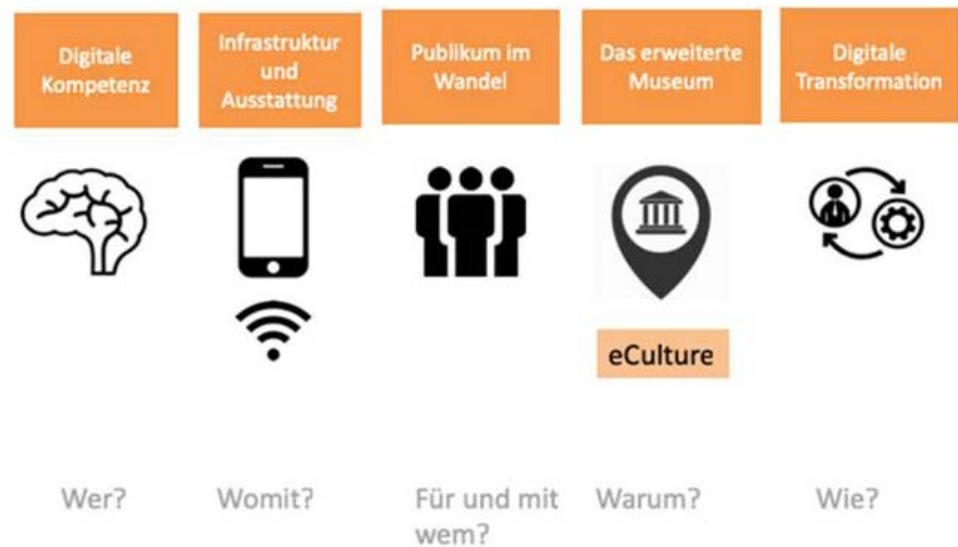 Digitale
Kompetenz
Infrastruktur
und
Ausstattung
Publikum im
Wandel
Das erweiterte
Museum
Digitale
Transformation
eCulture
Wer?
Womit?
Für und mit
wem?
Warum?
Wie?